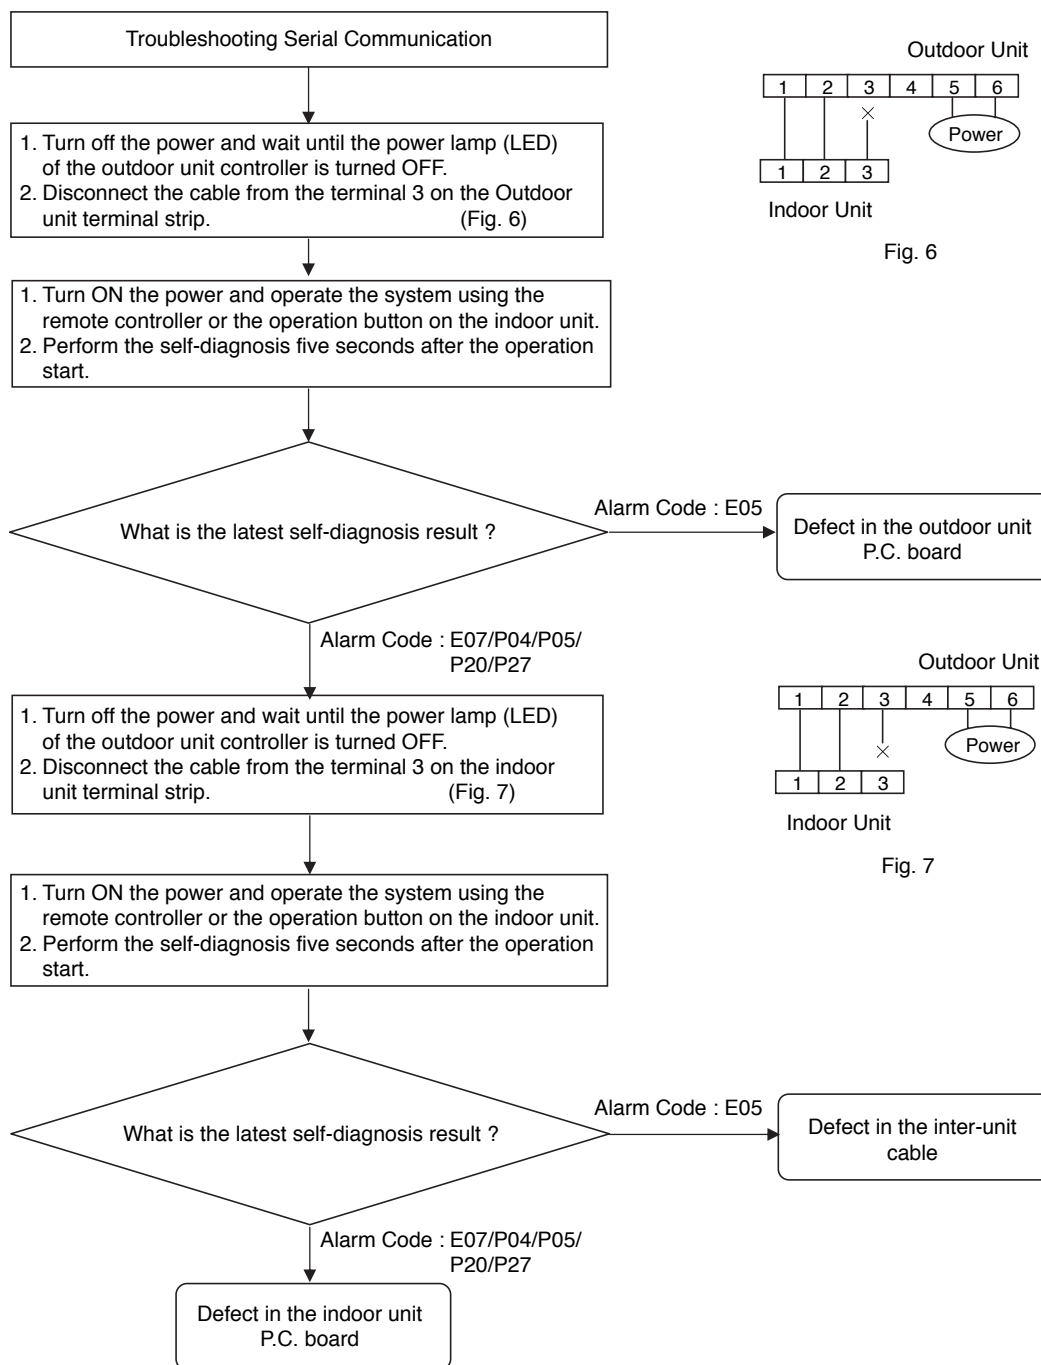 Troubleshooting Serial Communication
1. Turn off the power and wait until the power lamp (LED)
of the outdoor unit controller is turned OFF.
2. Disconnect the cable from the terminal 3 on the Outdoor
unit terminal strip. (Fig. 6)
Outdoor Unit
1 2 3 4 5 6
Power
1 2 3
Indoor Unit
Fig. 6
1. Turn ON the power and operate the system using the
remote controller or the operation button on the indoor unit.
2. Perform the self-diagnosis five seconds after the operation
start.
What is the latest self-diagnosis result ?
Alarm Code : E05
Defect in the outdoor unit
P.C. board
Alarm Code : E07/P04/P05/
P20/P27
1. Turn off the power and wait until the power lamp (LED)
of the outdoor unit controller is turned OFF.
2. Disconnect the cable from the terminal 3 on the indoor
unit terminal strip. (Fig. 7)
Outdoor Unit
1 2 3 4 5 6
Power
1 2 3
Indoor Unit
Fig. 7
1. Turn ON the power and operate the system using the
remote controller or the operation button on the indoor unit.
2. Perform the self-diagnosis five seconds after the operation
start.
What is the latest self-diagnosis result ?
Alarm Code : E05
Defect in the inter-unit
cable
Alarm Code : E07/P04/P05/
P20/P27
Defect in the indoor unit
P.C. board